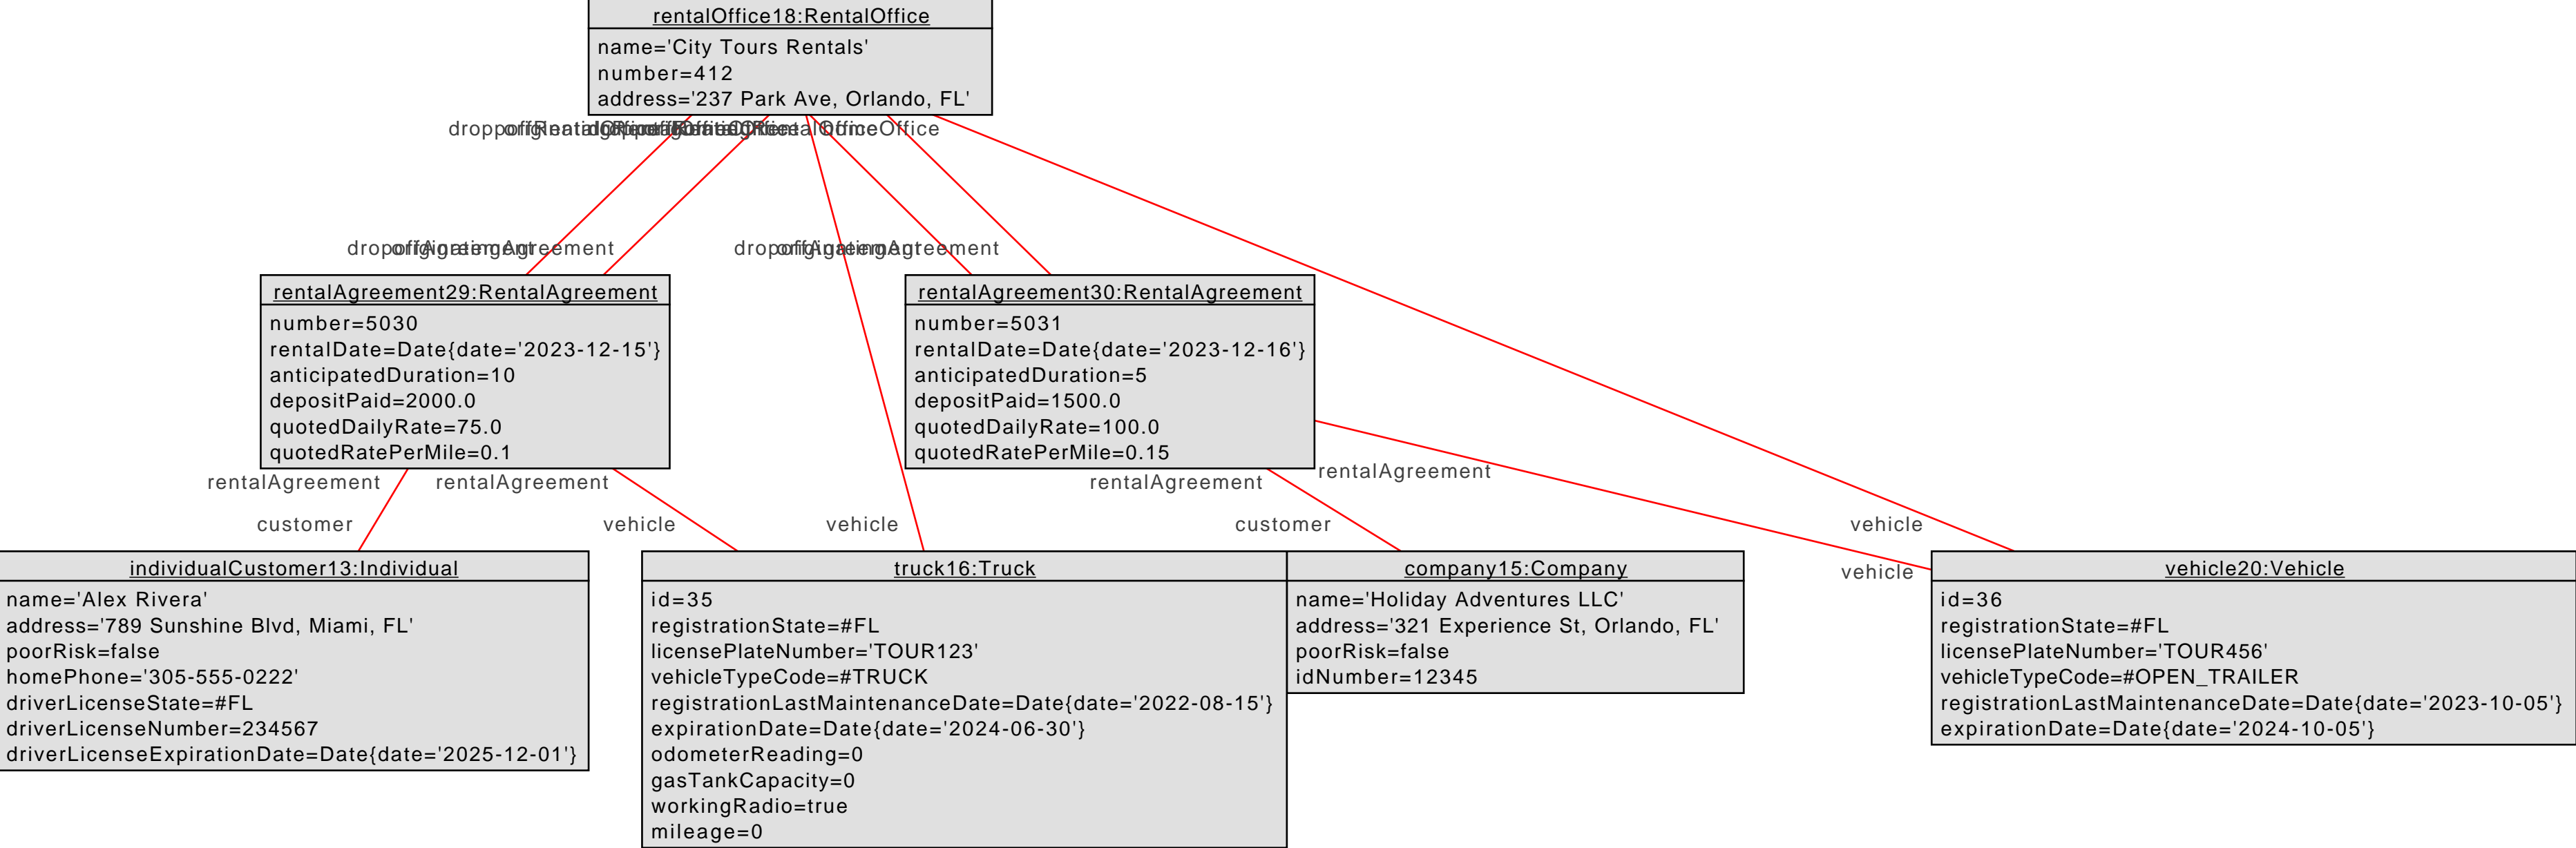 rentalOffice18:RentalOffice
name='City Tours Rentals'
number=412
address='237 Park Ave, Orlando, FL'
rentalAgreement29:RentalAgreement
number=5030
rentalDate=Date{date='2023-12-15'}
anticipatedDuration=10
depositPaid=2000.0
quotedDailyRate=75.0
quotedRatePerMile=0.1
rentalAgreement30:RentalAgreement
number=5031
rentalDate=Date{date='2023-12-16'}
anticipatedDuration=5
depositPaid=1500.0
quotedDailyRate=100.0
quotedRatePerMile=0.15
rentalAgreement
rentalAgreement
rentalAgreement
rentalAgreement
customer
vehicle
vehicle
customer
vehicle
vehicle
individualCustomer13:Individual
name='Alex Rivera'
address='789 Sunshine Blvd, Miami, FL'
poorRisk=false
homePhone='305-555-0222'
driverLicenseState=#FL
driverLicenseNumber=234567
driverLicenseExpirationDate=Date{date='2025-12-01'}
truck16:Truck
id=35
registrationState=#FL
licensePlateNumber='TOUR123'
vehicleTypeCode=#TRUCK
registrationLastMaintenanceDate=Date{date='2022-08-15'}
expirationDate=Date{date='2024-06-30'}
odometerReading=0
gasTankCapacity=0
workingRadio=true
mileage=0
company15:Company
name='Holiday Adventures LLC'
address='321 Experience St, Orlando, FL'
poorRisk=false
idNumber=12345
vehicle20:Vehicle
id=36
registrationState=#FL
licensePlateNumber='TOUR456'
vehicleTypeCode=#OPEN_TRAILER
registrationLastMaintenanceDate=Date{date='2023-10-05'}
expirationDate=Date{date='2024-10-05'}